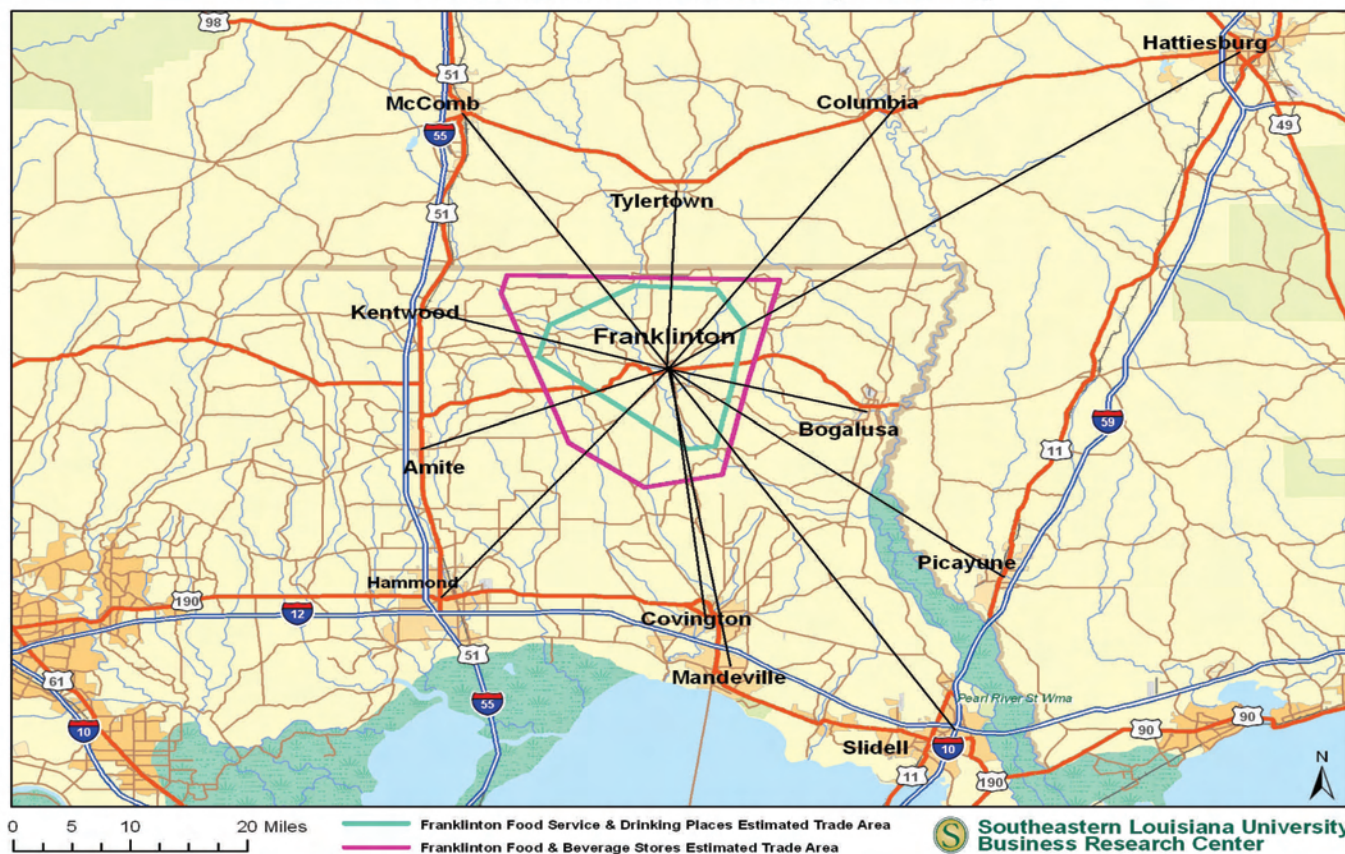 98
51
Hattiesburg
McComb
Columbia
55
49
Tylertown
51
Kentwood
Franklinton
Bogalusa
59
11
Amite
Picayune
Hammond
190
12
Covington
51
61
Mandeville
Pearl River St Wma
55
10
90
90
Slidell
10
11
190
N
0 5 10 20 Miles
Franklinton Food Service & Drinking Places Estimated Trade Area
Franklinton Food & Beverage Stores Estimated Trade Area
S
Southeastern Louisiana University
Business Research Center